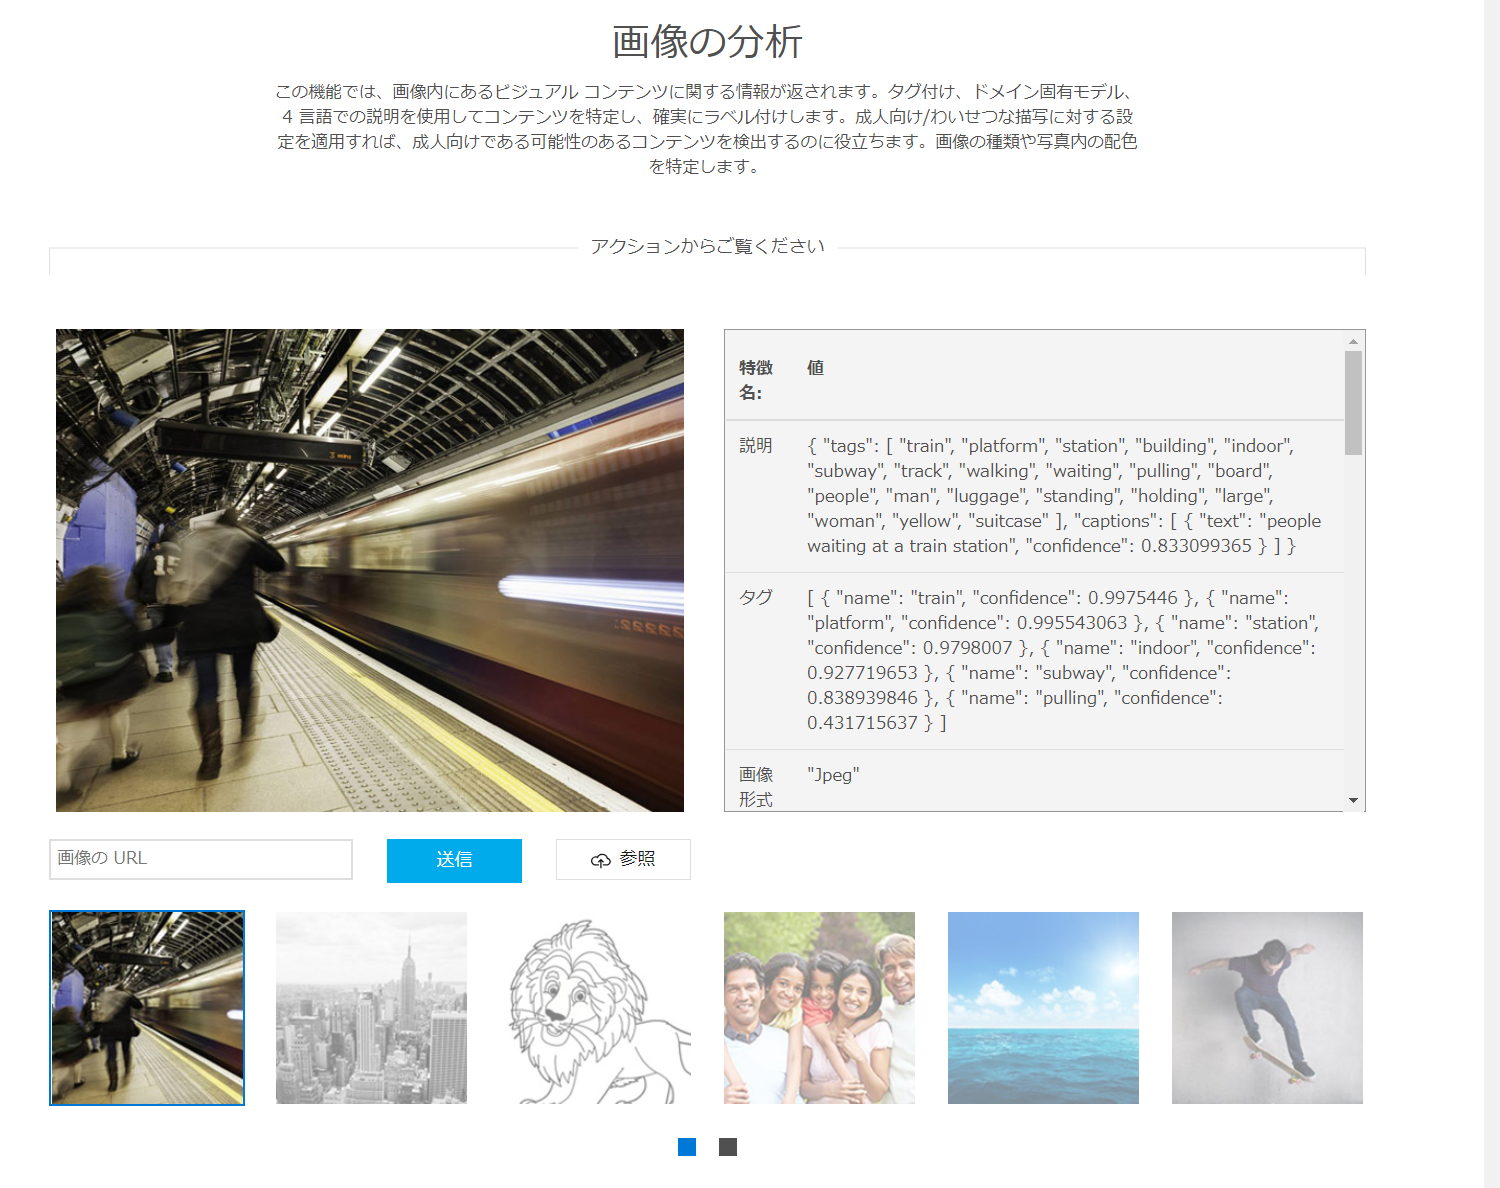 画像の分析
この機能では、画像内にあるビジュアル コンテンツに関する情報が返されます。タグ付け、ドメイン固有モデル、
4 言語での説明を使用してコンテンツを特定し、確実にラベル付けします。成人向け/わいせつな描写に対する設
定を適用すれば、成人向けである可能性のあるコンテンツを検出するのに役立ちます。画像の種類や写真内の配色
を特定します。
アクションからご覧ください
特徴
名:
値
説明
{ "tags": [ "train", "platform", "station", "building", "indoor",
"subway", "track", "walking", "waiting", "pulling", "board",
"people", "man", "luggage", "standing", "holding", "large",
"woman", "yellow", "suitcase" ], "captions": [ { "text": "people
waiting at a train station", "confidence": 0.833099365 } ] }
タグ
[ { "name": "train", "confidence": 0.9975446 }, { "name":
"platform", "confidence": 0.995543063 }, { "name": "station",
"confidence": 0.9798007 }, { "name": "indoor", "confidence":
0.927719653 }, { "name": "subway", "confidence":
0.838939846 }, { "name": "pulling", "confidence":
0.431715637 } ]
画像
形式
"Jpeg"
画像の URL
送信
参照